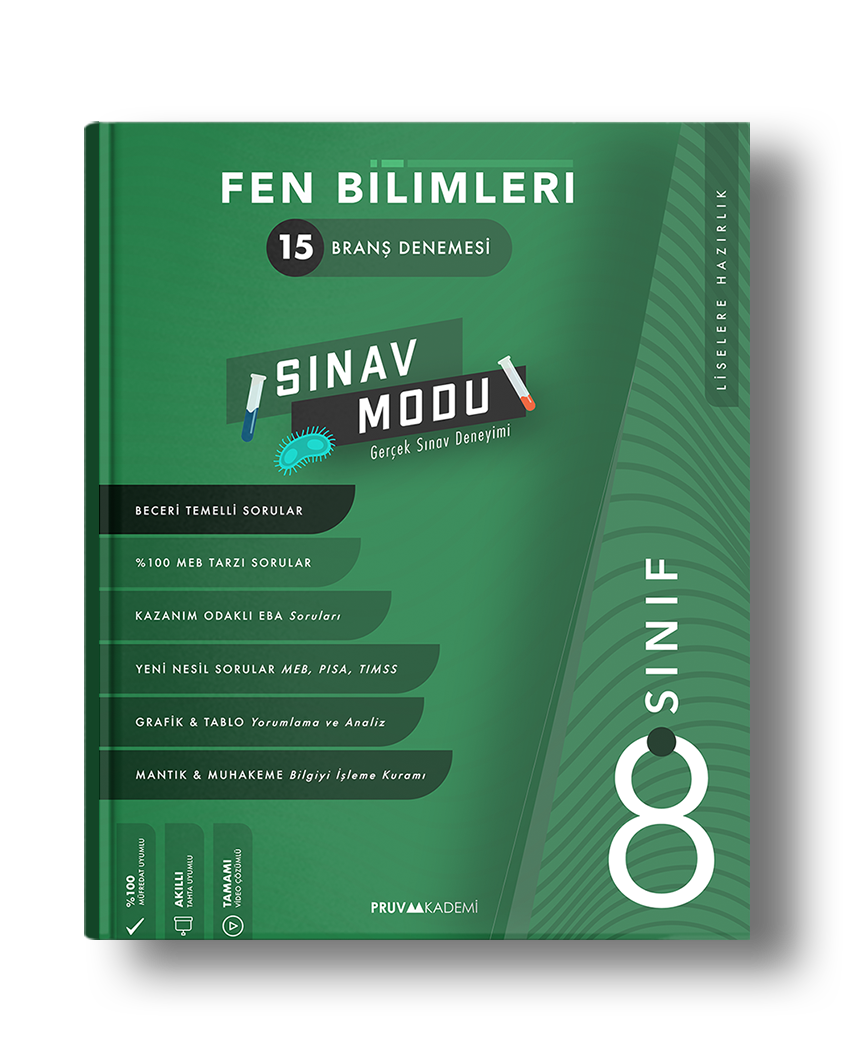 FEN BİLİMLERİ
15 BRANŞ DENEMESİ
LİSELERE HAZIRLIK
SINAV
MODU
Gerçek Sınav Deneyimi
BECERİ TEMELLİ SORULAR
%100 MEB TARZI SORULAR
KAZANIM ODAKLI EBA Soruları
YENİ NESİL SORULAR MEB, PISA, TIMSS
GRAFİK & TABLO Yorumlama ve Analiz
MANTIK & MUHAKEME Bilgiyi İşleme Kuramı
8. SINIF
%100
MÜFREDAT UYUMLU
AKILLI
TAHTA UYUMLU
TAMAMI
VİDEO ÇÖZÜMLÜ
PRUVAKADEMİ